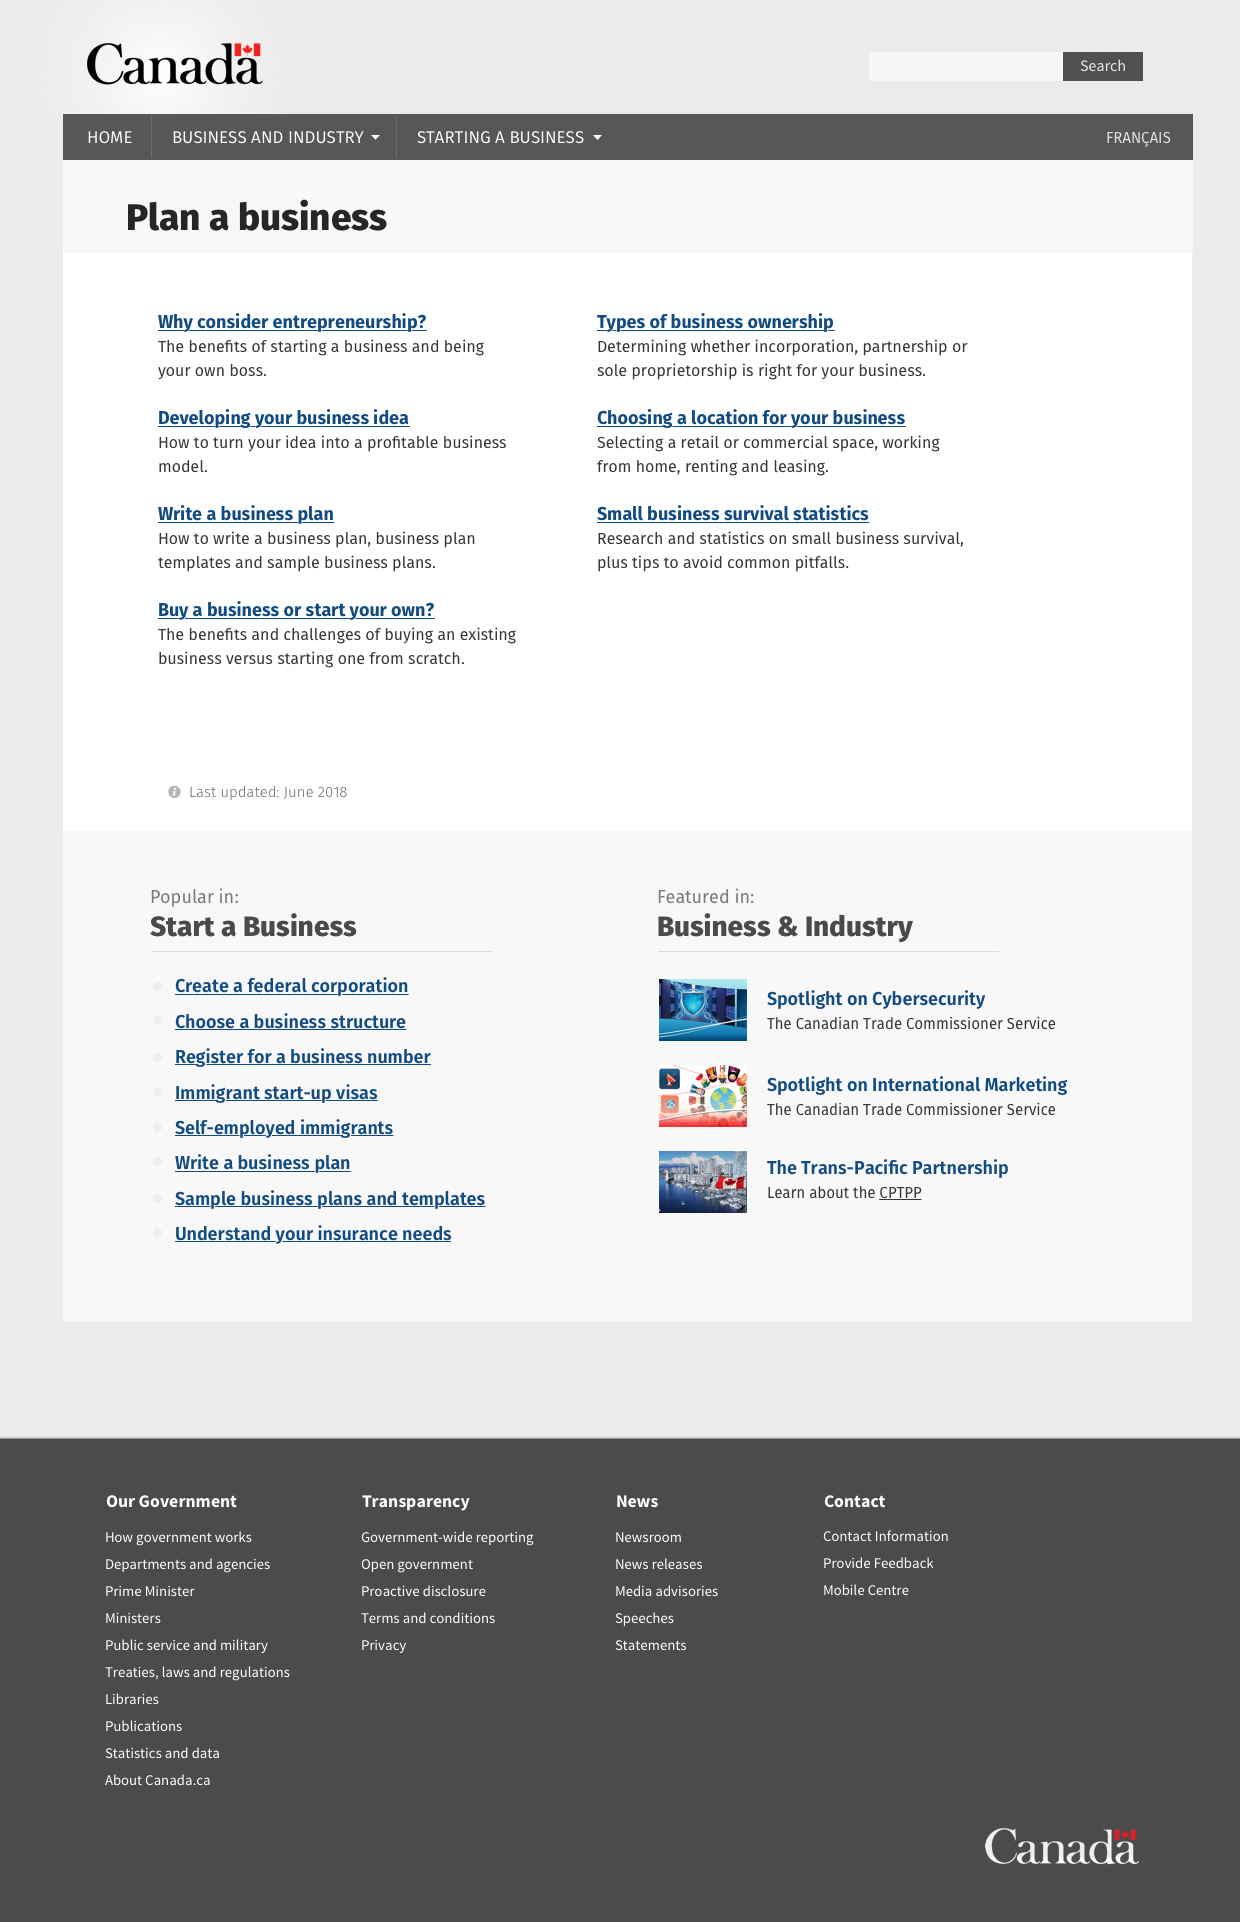 Canada
Search
HOME
BUSINESS AND INDUSTRY
STARTING A BUSINESS
FRANÇAIS
Plan a business
Why consider entrepreneurship?
The benefits of starting a business and being
your own boss.
Developing your business idea
How to turn your idea into a profitable business
model.
Write a business plan
How to write a business plan, business plan
templates and sample business plans.
Buy a business or start your own?
The benefits and challenges of buying an existing
business versus starting one from scratch.
Types of business ownership
Determining whether incorporation, partnership or
sole proprietorship is right for your business.
Choosing a location for your business
Selecting a retail or commercial space, working
from home, renting and leasing.
Small business survival statistics
Research and statistics on small business survival,
plus tips to avoid common pitfalls.
Last updated: June 2018
Popular in:
Start a Business
Create a federal corporation
Choose a business structure
Register for a business number
Immigrant start-up visas
Self-employed immigrants
Write a business plan
Sample business plans and templates
Understand your insurance needs
Featured in:
Business & Industry
Spotlight on Cybersecurity
The Canadian Trade Commissioner Service
Spotlight on International Marketing
The Canadian Trade Commissioner Service
The Trans-Pacific Partnership
Learn about the CPTPP
Our Government
How government works
Departments and agencies
Prime Minister
Ministers
Public service and military
Treaties, laws and regulations
Libraries
Publications
Statistics and data
About Canada.ca
Transparency
Government-wide reporting
Open government
Proactive disclosure
Terms and conditions
Privacy
News
Newsroom
News releases
Media advisories
Speeches
Statements
Contact
Contact Information
Provide Feedback
Mobile Centre
Canada